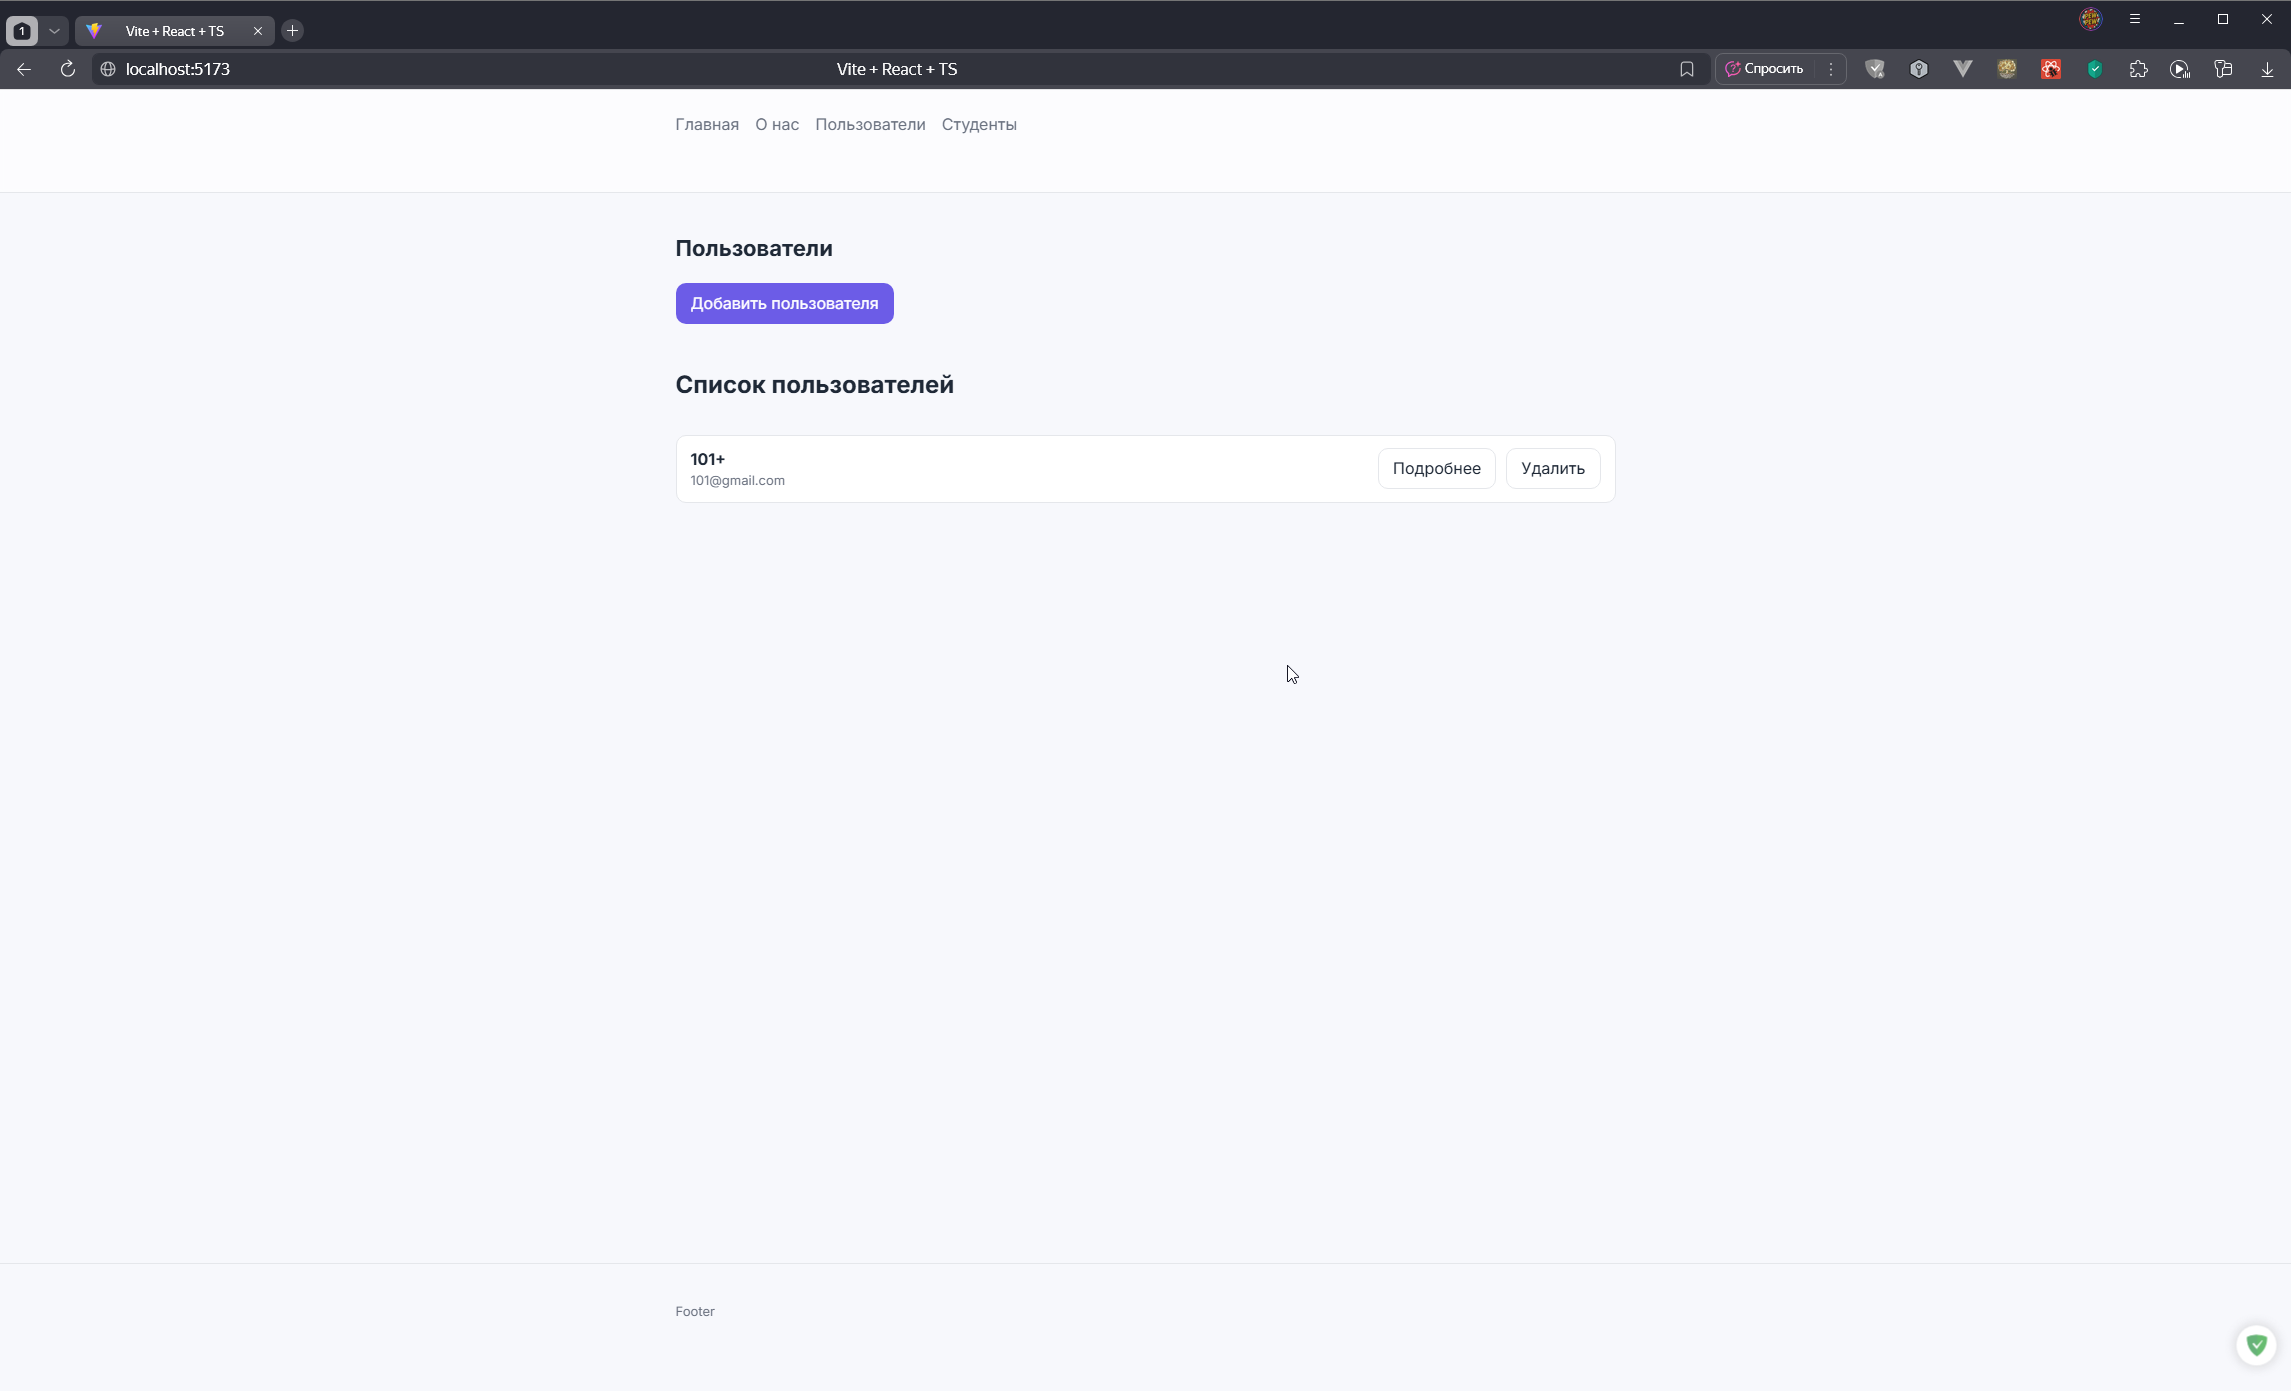 1
Vite + React + TS
localhost:5173
Vite + React + TS
Спросить
Главная
О нас
Пользователи
Студенты
Пользователи
Добавить пользователя
Список пользователей
101+
101@gmail.com
Подробнее
Удалить
Footer